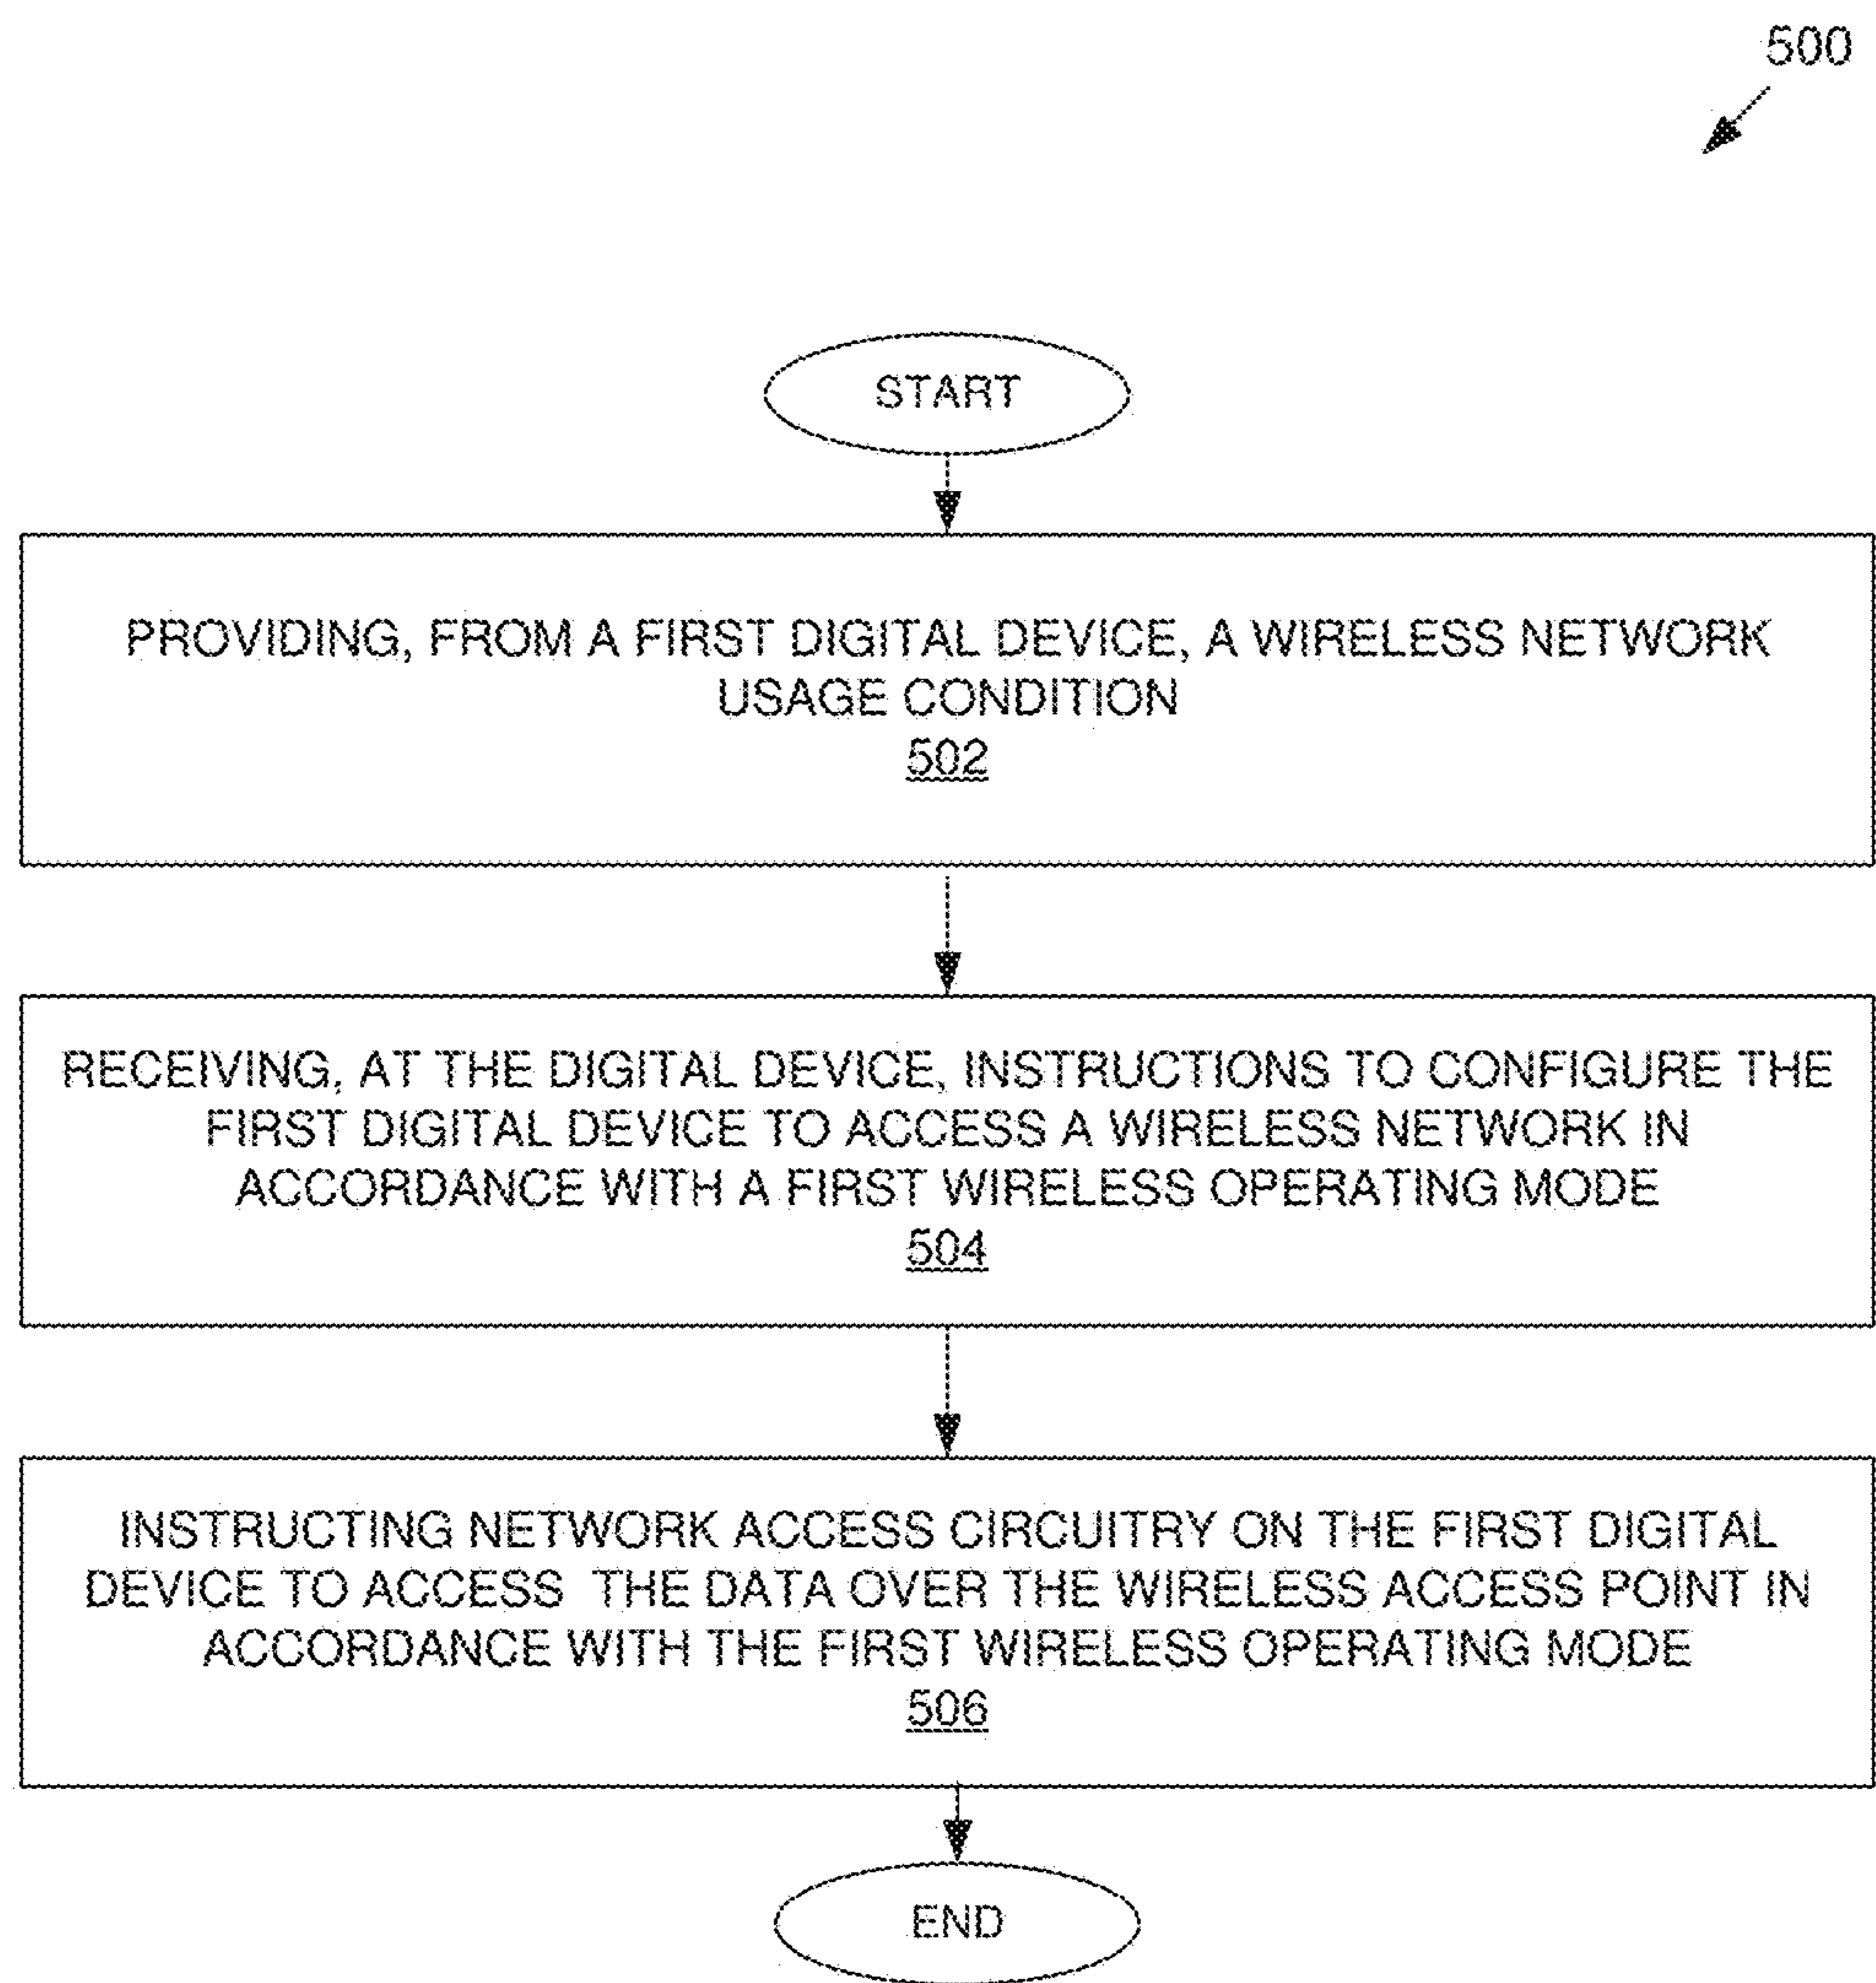 500
START
PROVIDING, FROM A FIRST DIGITAL DEVICE, A WIRELESS NETWORK
USAGE CONDITION
502
RECEIVING, AT THE DIGITAL DEVICE, INSTRUCTIONS TO CONFIGURE THE
FIRST DIGITAL DEVICE TO ACCESS A WIRELESS NETWORK IN
ACCORDANCE WITH A FIRST WIRELESS OPERATING MODE
504
INSTRUCTING NETWORK ACCESS CIRCUITRY ON THE FIRST DIGITAL
DEVICE TO ACCESS THE DATA OVER THE WIRELESS ACCESS POINT IN
ACCORDANCE WITH THE FIRST WIRELESS OPERATING MODE
506
END